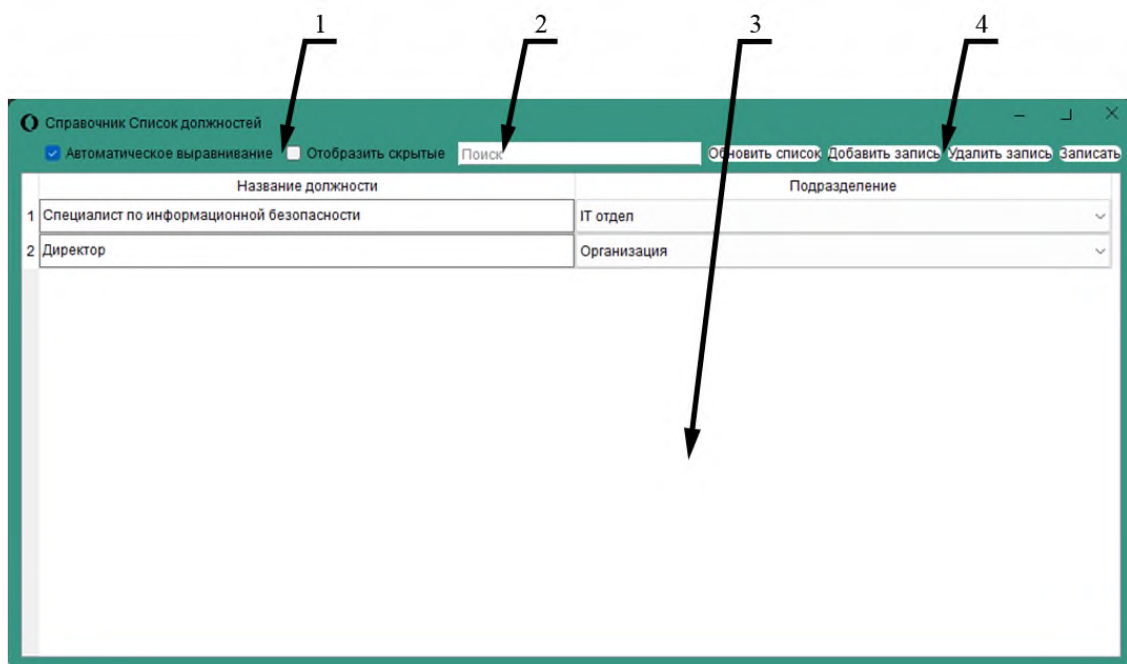 1 2 3 4
Справочник Список должностей
Автоматическое выравнивание Отобразить скрытые Поиск Обновить список Добавить запись Удалить запись Записать
Название должности Подразделение
1 Специалист по информационной безопасности IT отдел
2 Директор Организация